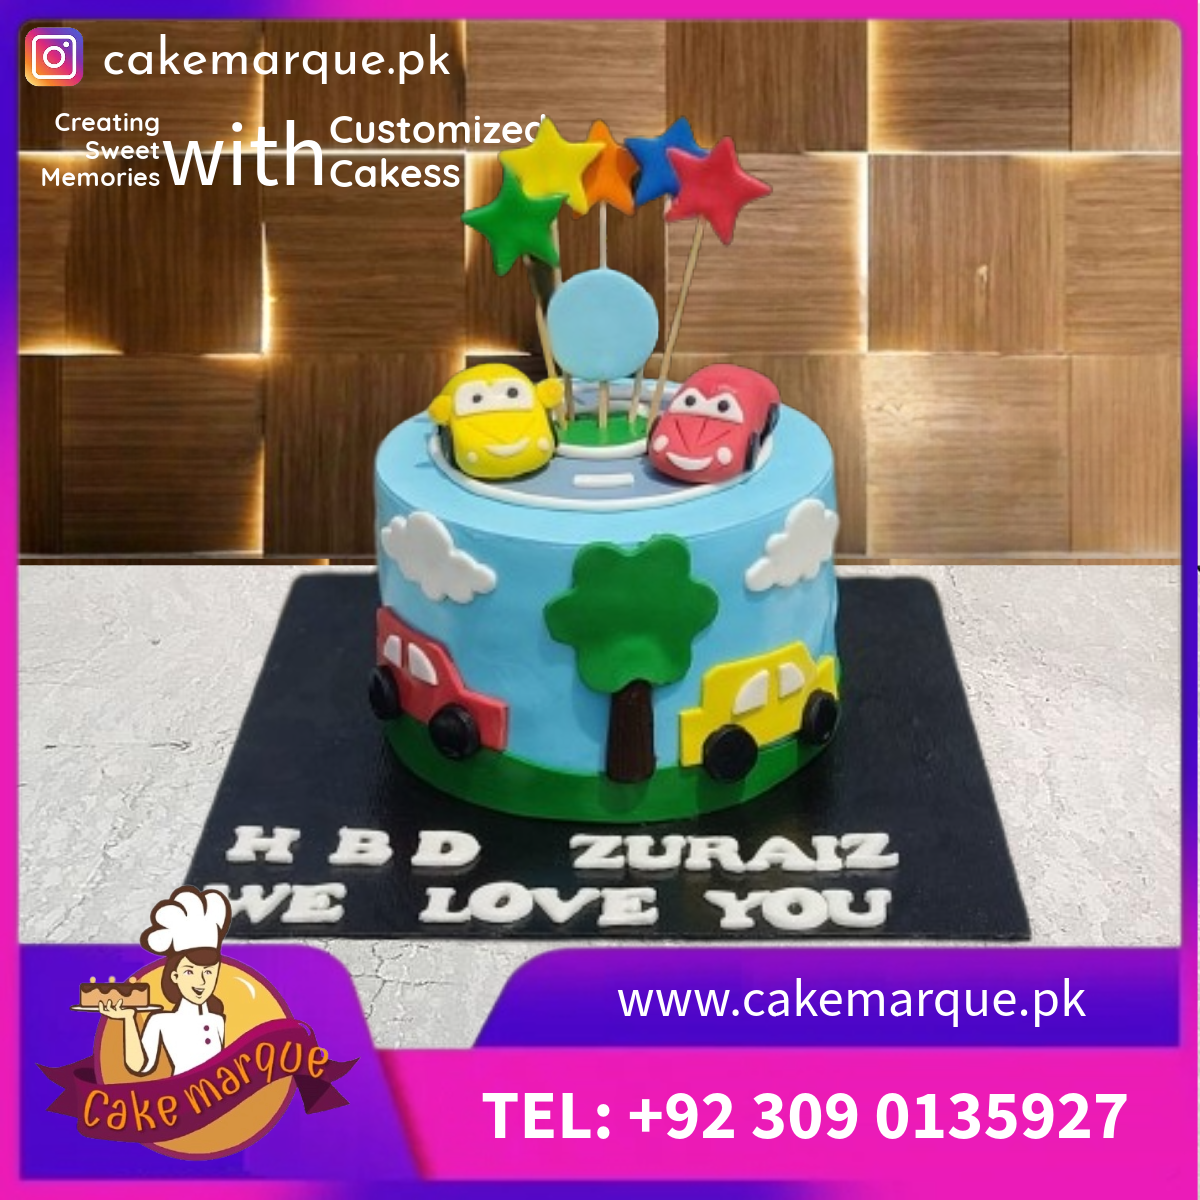 cakemarque.pk
Creating
Sweet
Memories
with
Customized
Cakess
H B D ZURAIZ
WE LOVE YOU
Cake marque
www.cakemarque.pk
TEL: +92 309 0135927